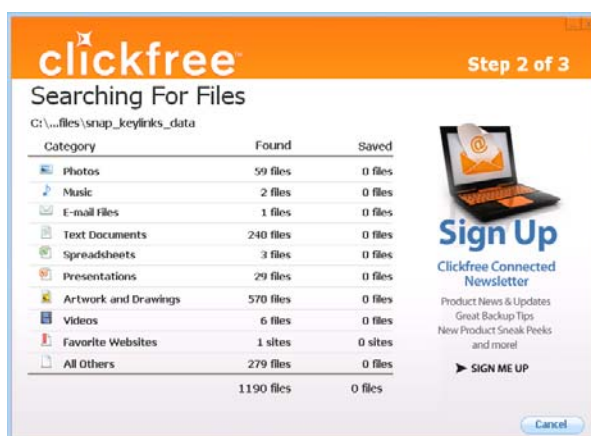 clickfree™
Step 2 of 3
Searching For Files
C:\...files\snap_keylinks_data
Category Found Saved
Photos 59 files 0 files
Music 2 files 0 files
E-mail Files 1 files 0 files
Text Documents 240 files 0 files
Spreadsheets 3 files 0 files
Presentations 29 files 0 files
Artwork and Drawings 570 files 0 files
Videos 6 files 0 files
Favorite Websites 1 sites 0 sites
All Others 279 files 0 files
1190 files 0 files
@
Sign Up
Clickfree Connected
Newsletter
Product News & Updates
Great Backup Tips
New Product Sneak Peeks
and more!
➤ SIGN ME UP
Cancel